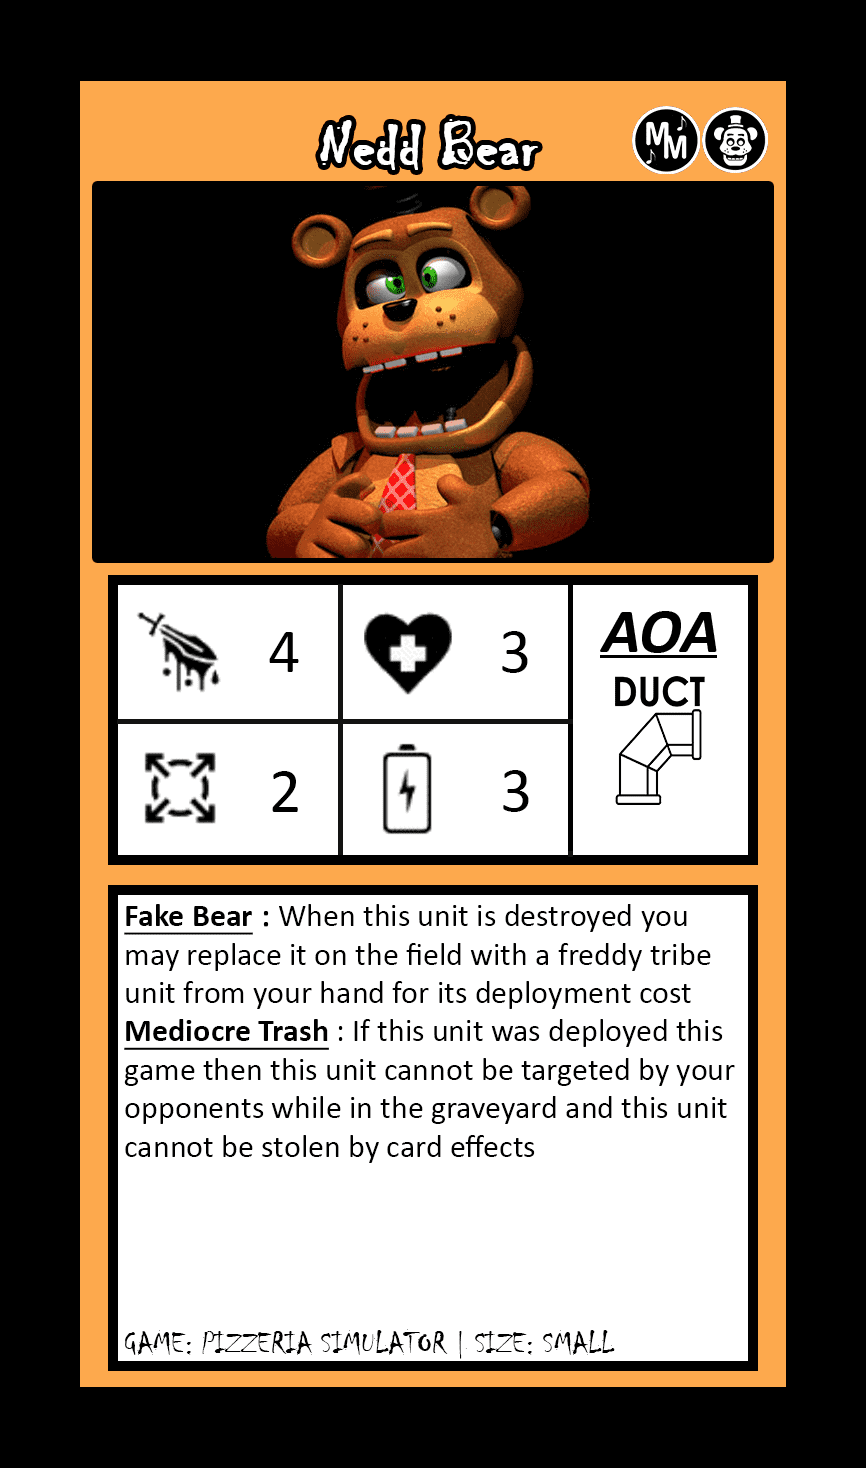 Nedd Bear
MM
4
3
AOA
DUCT
2
3
Fake Bear : When this unit is destroyed you
may replace it on the field with a freddy tribe
unit from your hand for its deployment cost
Mediocre Trash : If this unit was deployed this
game then this unit cannot be targeted by your
opponents while in the graveyard and this unit
cannot be stolen by card effects
GAME: PIZZERIA SIMULATOR | SIZE: SMALL